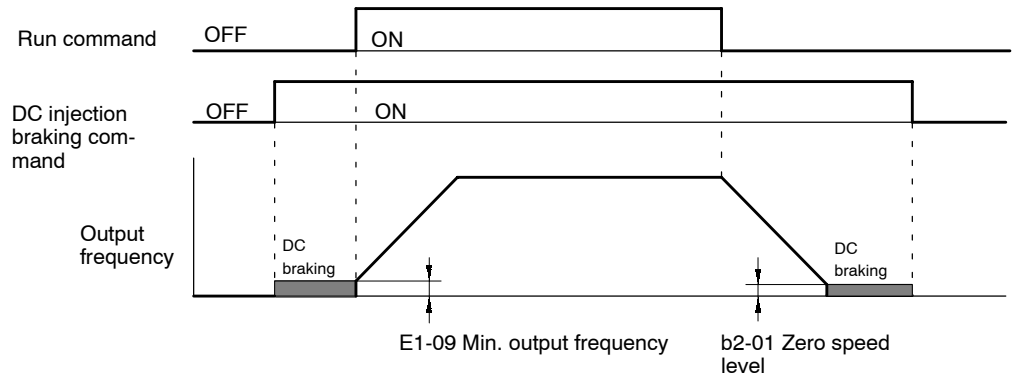 Run command
OFF
ON
DC injection
braking com-
mand
OFF
ON
Output
frequency
DC
braking
DC
braking
E1-09 Min. output frequency
b2-01 Zero speed
level